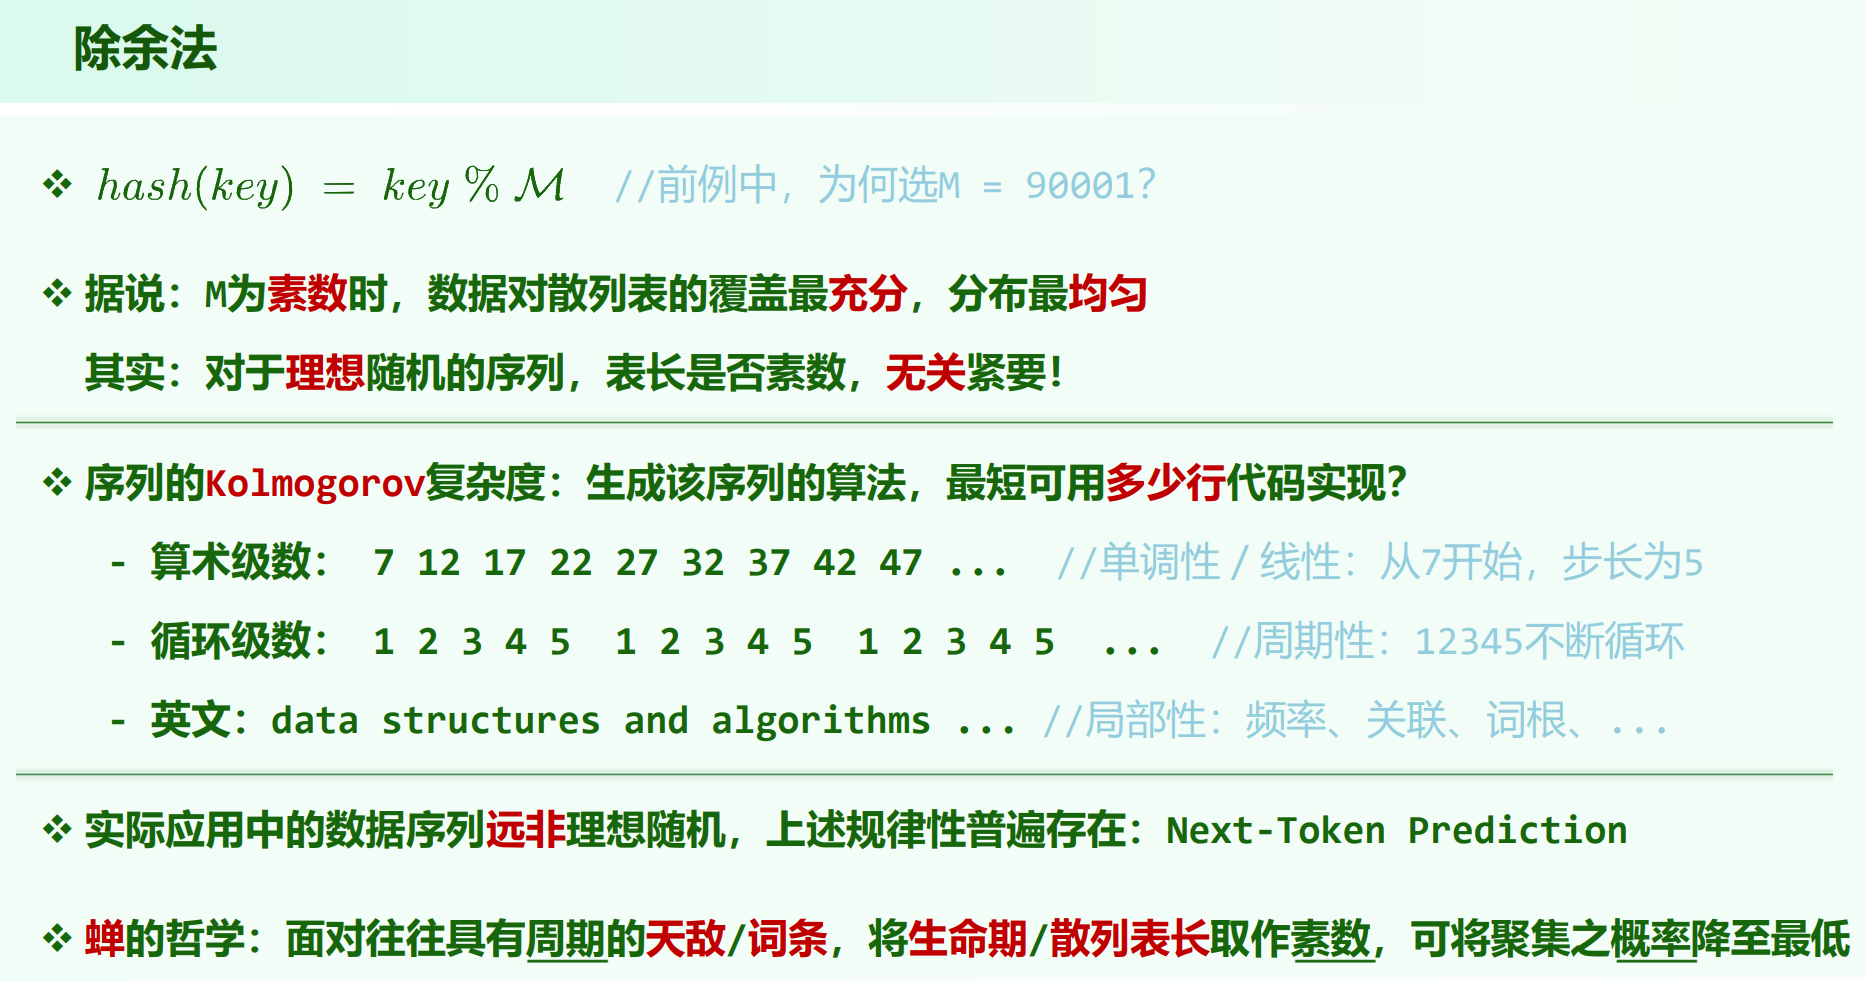 除余法
❖ hash(key) = key % M //前例中，为何选M = 90001？
❖ 据说：M为素数时，数据对散列表的覆盖最充分，分布最均匀
其实：对于理想随机的序列，表长是否素数，无关紧要！
❖ 序列的Kolmogorov复杂度：生成该序列的算法，最短可用多少行代码实现？
- 算术级数： 7 12 17 22 27 32 37 42 47 ... //单调性 / 线性：从7开始，步长为5
- 循环级数： 1 2 3 4 5 1 2 3 4 5 1 2 3 4 5 ... //周期性：12345不断循环
- 英文：data structures and algorithms ... //局部性：频率、关联、词根、...
❖ 实际应用中的数据序列远非理想随机，上述规律性普遍存在：Next-Token Prediction
❖ 蝉的哲学：面对往往具有周期的天敌/词条，将生命期/散列表长取作素数，可将聚集之概率降至最低